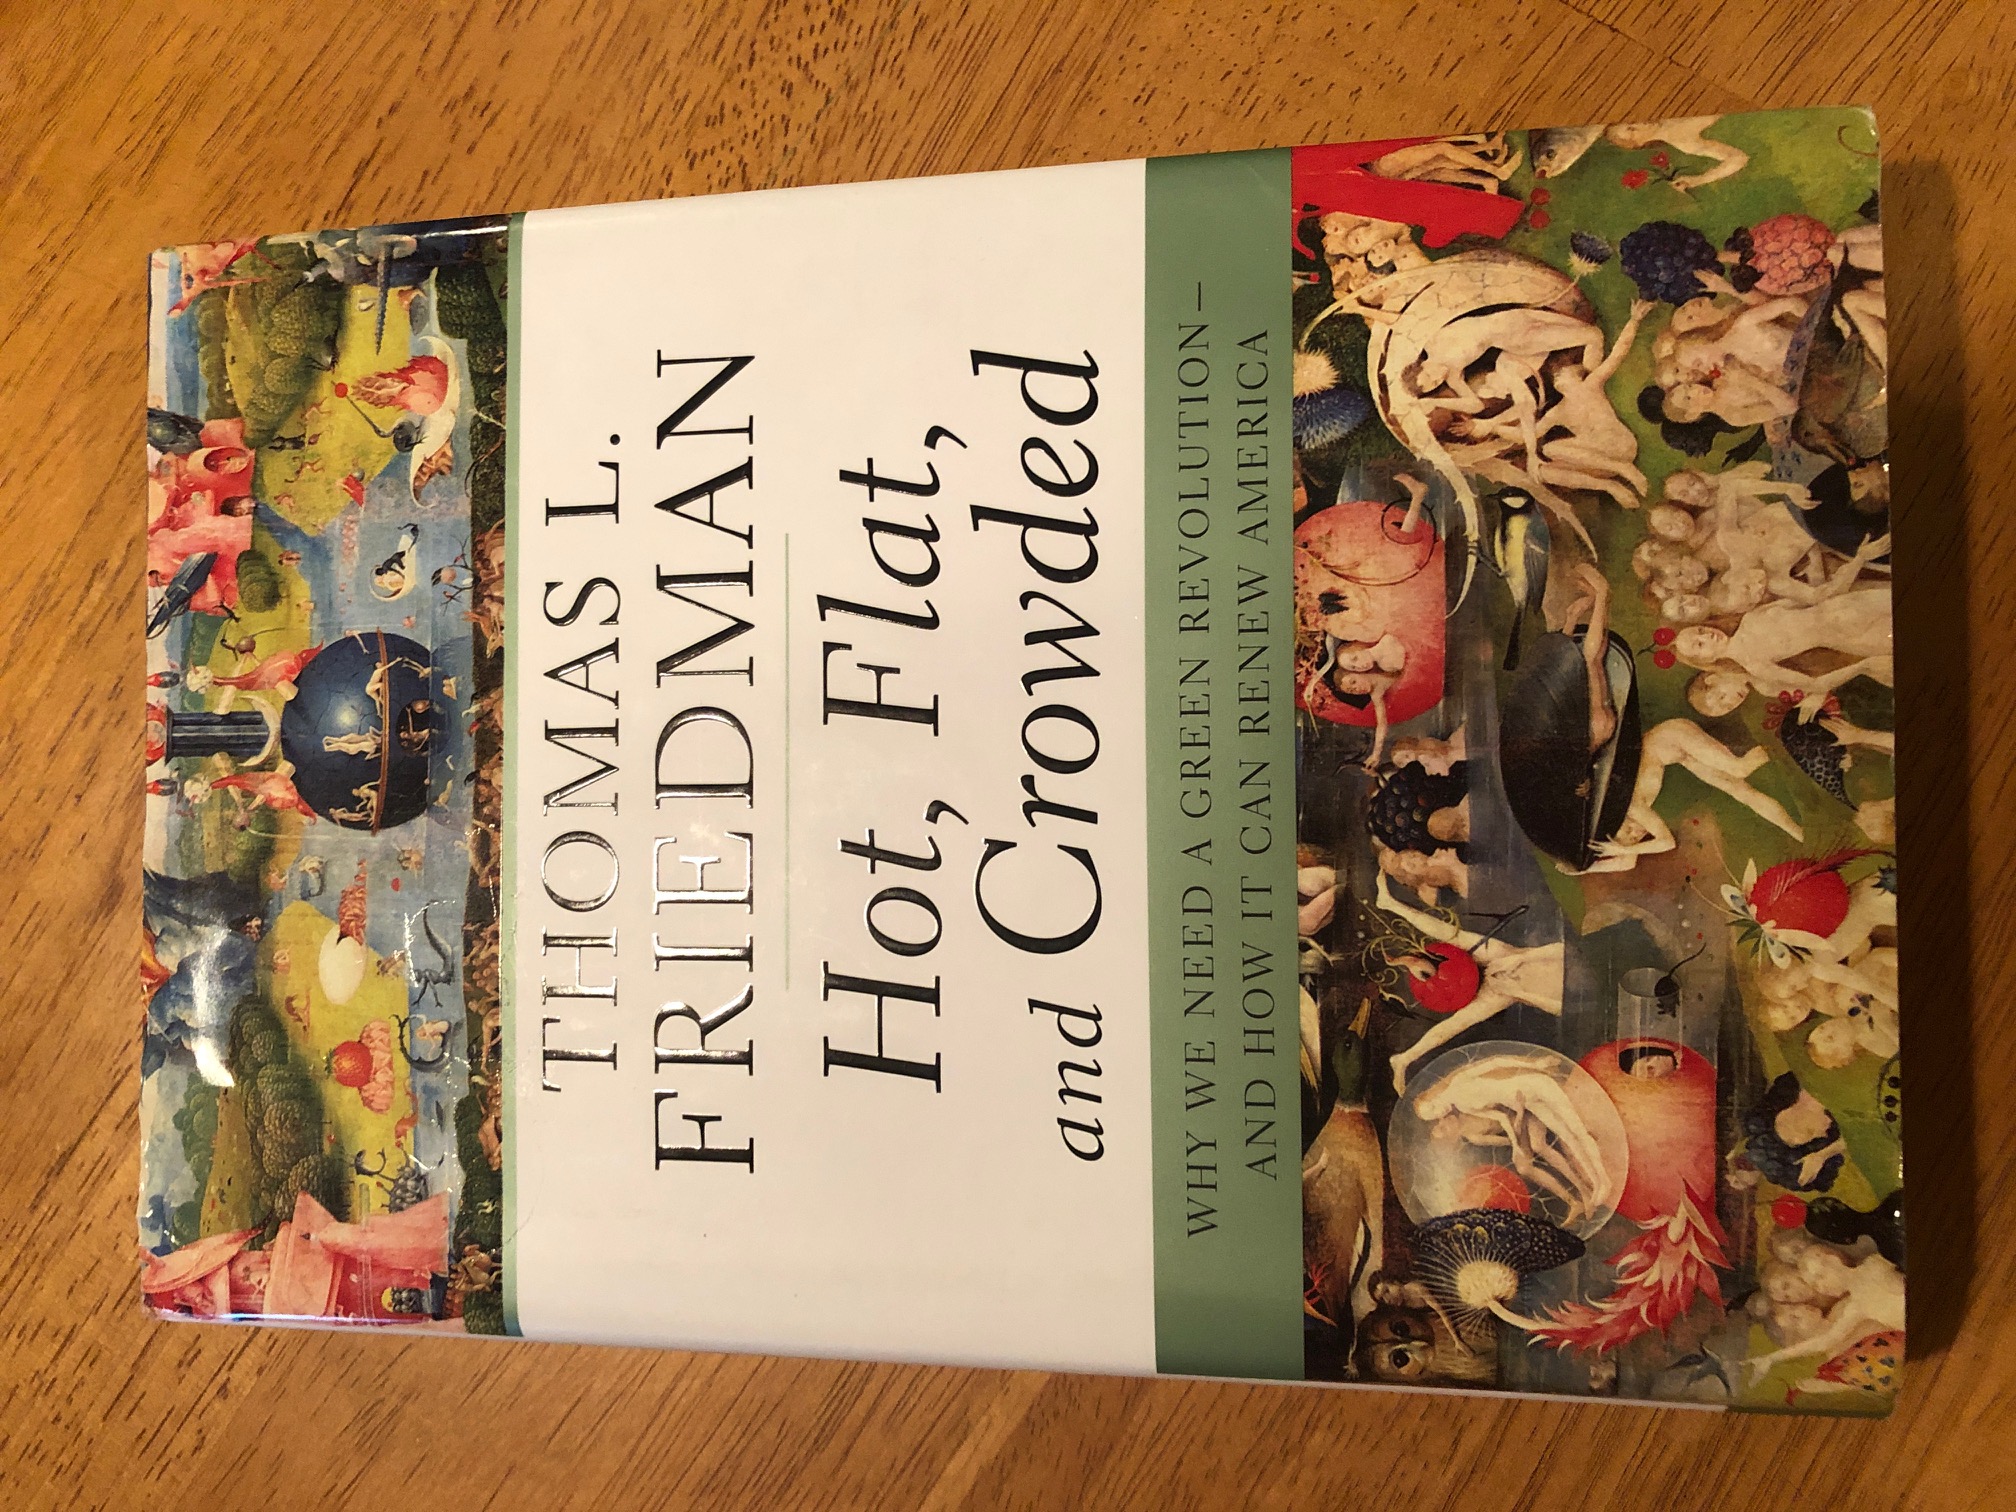 THOMAS L.
FRIEDMAN
Hot, Flat,
and Crowded
WHY WE NEED A GREEN REVOLUTION—
AND HOW IT CAN RENEW AMERICA